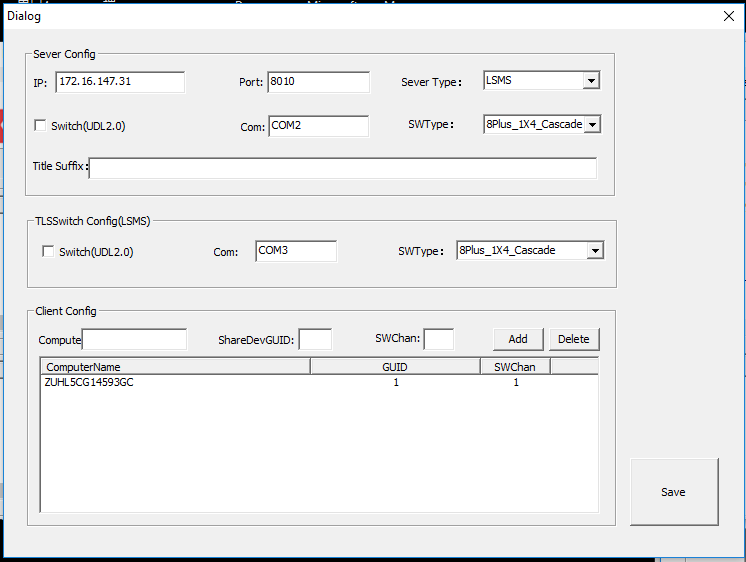 Dialog
Sever Config
IP: 172.16.147.31 Port: 8010 Sever Type: LSMS
Switch(UDL2.0) Com: COM2 SWType: 8Plus_1X4_Cascade
Title Suffix:
TLSSwitch Config(LSMS)
Switch(UDL2.0) Com: COM3 SWType: 8Plus_1X4_Cascade
Client Config
Compute ShareDevGUID: SWChan: Add Delete
ComputerName GUID SWChan
ZUHL5CG14593GC 1 1
Save